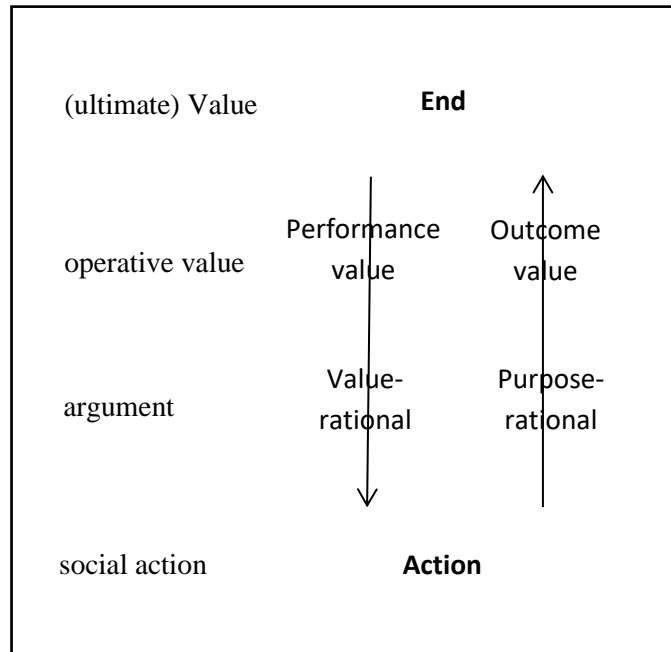 (ultimate) Value End
Performance Outcome
operative value value value
Value- Purpose-
argument rational rational
social action Action